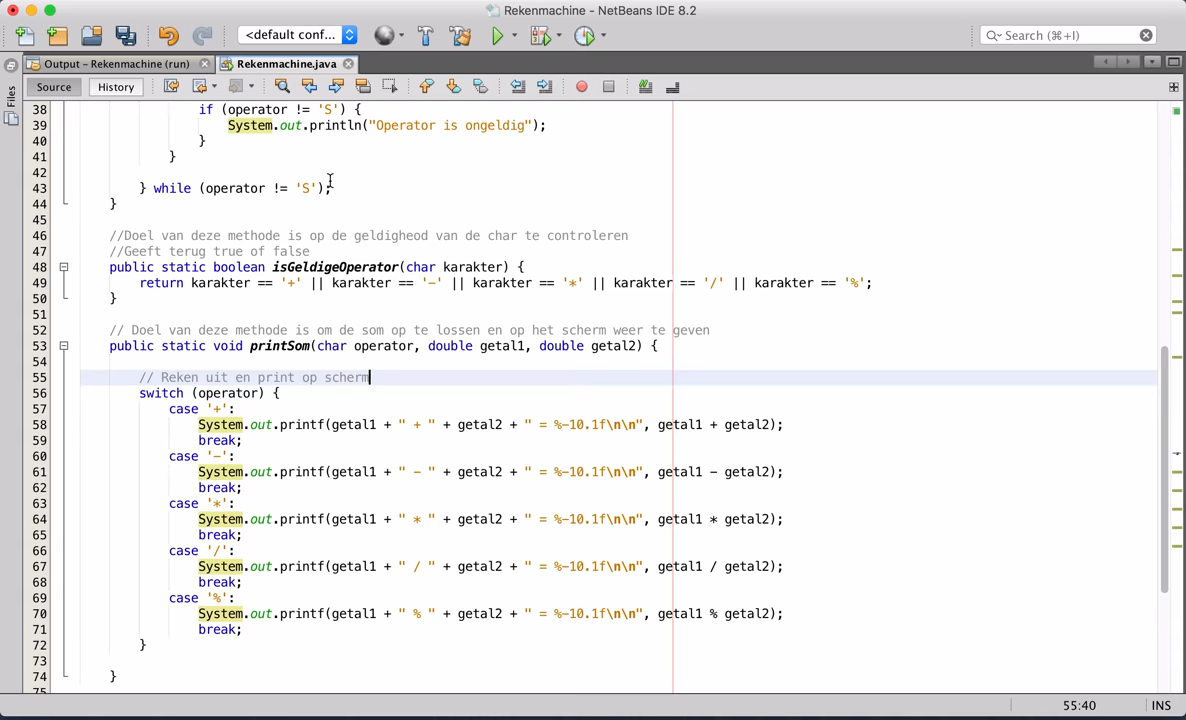 Rekenmachine - NetBeans IDE 8.2
<default conf...
Search (⌘+I)
Output - Rekenmachine (run)
Rekenmachine.java
Files
Source
History
38 if (operator != 'S') {
39 System.out.println("Operator is ongeldig");
40 }
41 }
42
43 } while (operator != 'S');
44 }
45
46 //Doel van deze methode is op de geldigheod van de char te controleren
47 //Geeft terug true of false
48 public static boolean isGeldigeOperator(char karakter) {
49 return karakter == '+' || karakter == '-' || karakter == '*' || karakter == '/' || karakter == '%';
50 }
51
52 // Doel van deze methode is om de som op te lossen en op het scherm weer te geven
53 public static void printSom(char operator, double getal1, double getal2) {
54
55 // Reken uit en print op scherm
56 switch (operator) {
57 case '+':
58 System.out.printf(getal1 + " + " + getal2 + " = %-10.1f\n\n", getal1 + getal2);
59 break;
60 case '-':
61 System.out.printf(getal1 + " - " + getal2 + " = %-10.1f\n\n", getal1 - getal2);
62 break;
63 case '*':
64 System.out.printf(getal1 + " * " + getal2 + " = %-10.1f\n\n", getal1 * getal2);
65 break;
66 case '/':
67 System.out.printf(getal1 + " / " + getal2 + " = %-10.1f\n\n", getal1 / getal2);
68 break;
69 case '%':
70 System.out.printf(getal1 + " % " + getal2 + " = %-10.1f\n\n", getal1 % getal2);
71 break;
72 }
73
74 }
75
55:40
INS